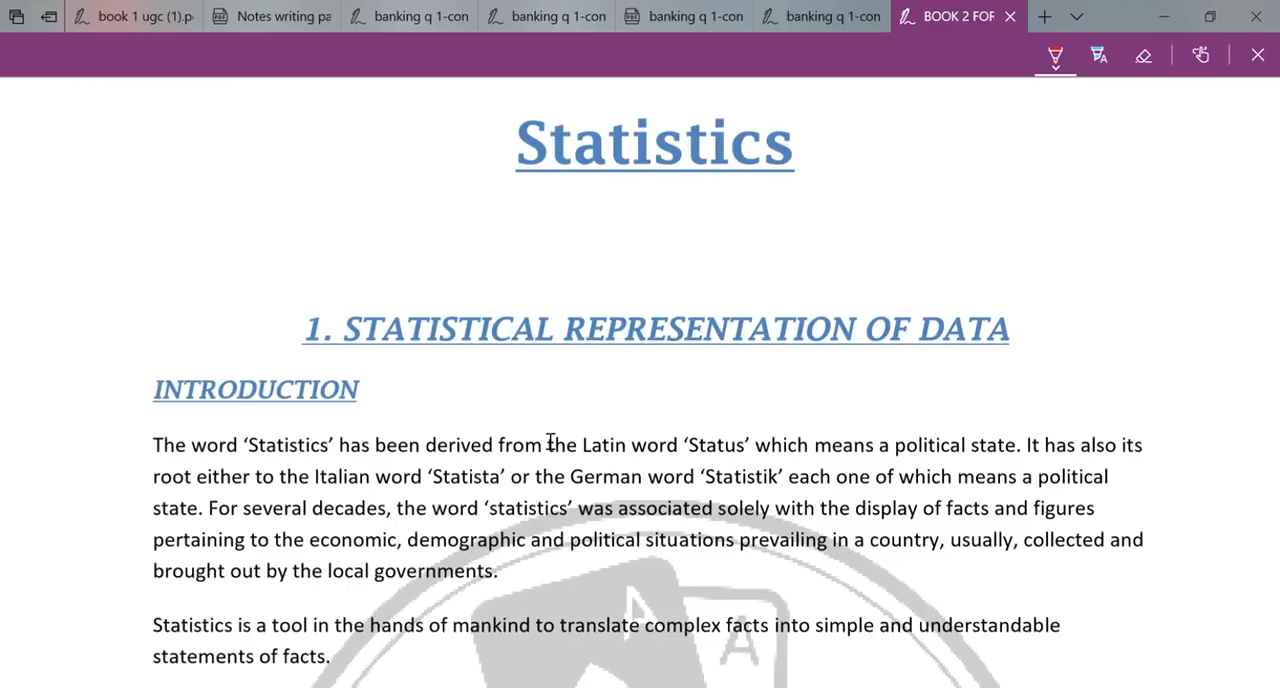 book 1 ugc (1).p Notes writing pa banking q 1-con banking q 1-con banking q 1-con banking q 1-con BOOK 2 FOF
Statistics
1. STATISTICAL REPRESENTATION OF DATA
INTRODUCTION
The word ‘Statistics’ has been derived from the Latin word ‘Status’ which means a political state. It has also its
root either to the Italian word ‘Statista’ or the German word ‘Statistik’ each one of which means a political
state. For several decades, the word ‘statistics’ was associated solely with the display of facts and figures
pertaining to the economic, demographic and political situations prevailing in a country, usually, collected and
brought out by the local governments.
Statistics is a tool in the hands of mankind to translate complex facts into simple and understandable
statements of facts.
A